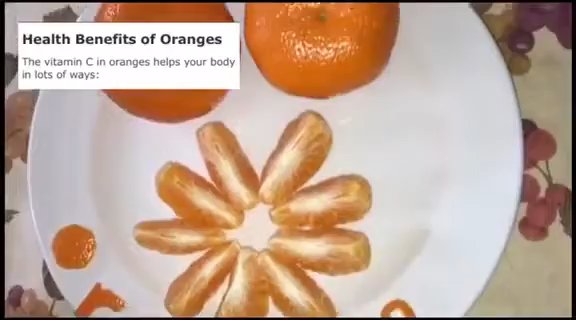 Health Benefits of Oranges
The vitamin C in oranges helps your body
in lots of ways: